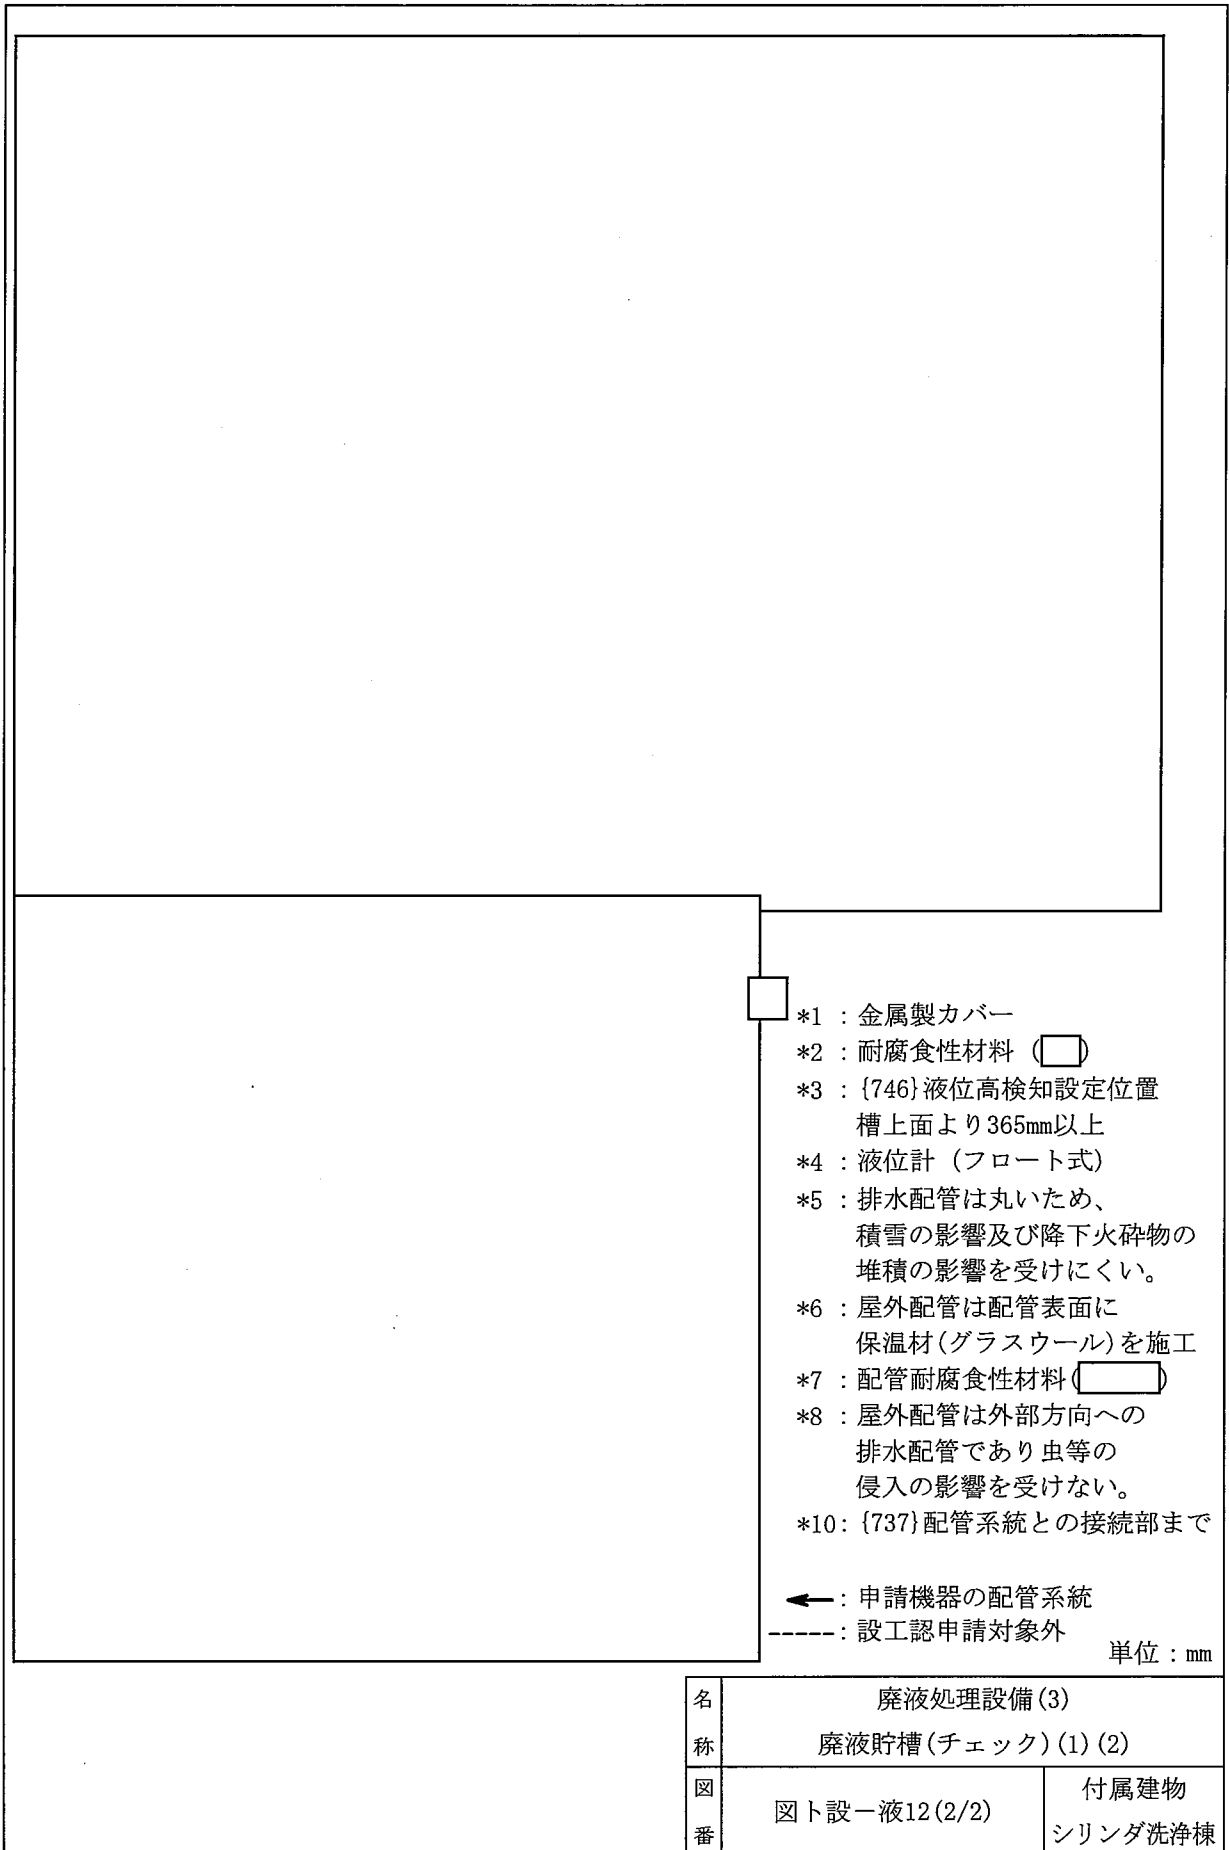 *1 : 金属製カバー
*2 : 耐腐食性材料 ( )
*3 : {746}液位高検知設定位置
槽上面より365mm以上
*4 : 液位計 (フロート式)
*5 : 排水配管は丸いため、
積雪の影響及び降下火砕物の
堆積の影響を受けにくい。
*6 : 屋外配管は配管表面に
保温材(グラスウール)を施工
*7 : 配管耐腐食性材料( )
*8 : 屋外配管は外部方向への
排水配管であり虫等の
侵入の影響を受けない。
*10: {737}配管系統との接続部まで
: 申請機器の配管系統
-----: 設工認申請対象外
単位 : mm
名称
廃液処理設備(3)
廃液貯槽(チェック)(1)(2)
図番
図ト設－液12(2/2)
付属建物
シリンダ洗浄棟